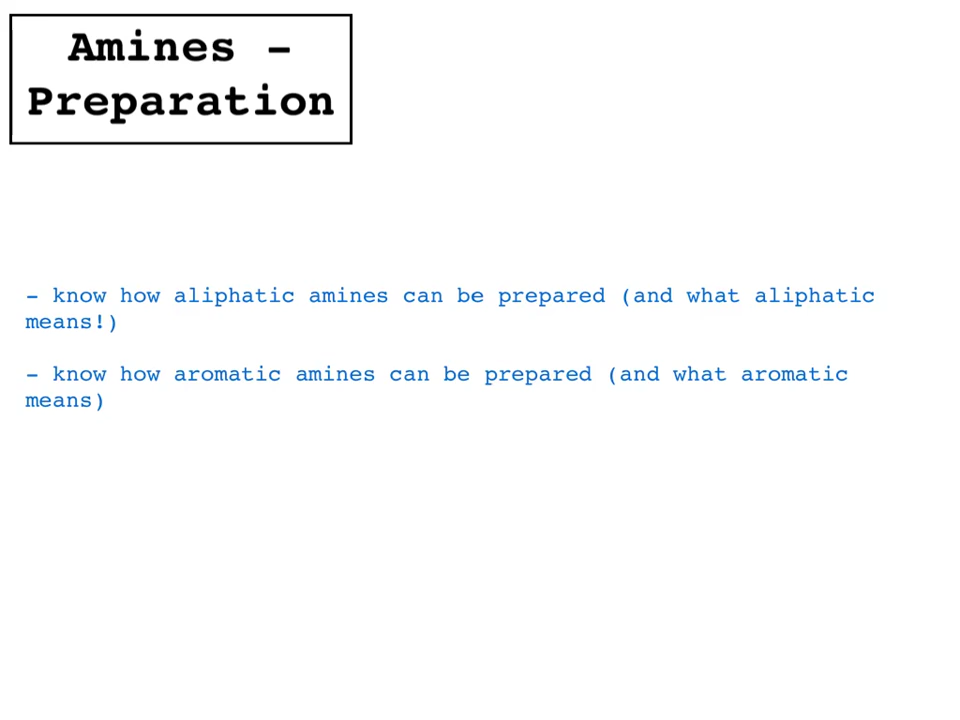 Amines -
Preparation
- know how aliphatic amines can be prepared (and what aliphatic
means!)
- know how aromatic amines can be prepared (and what aromatic
means)